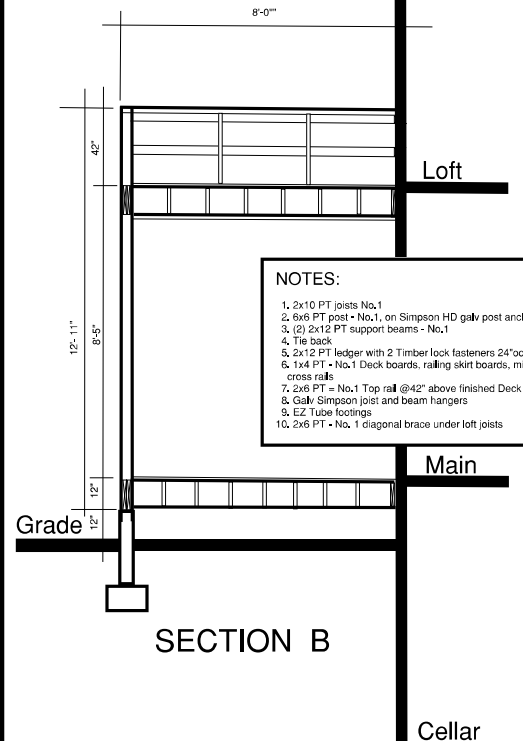 8'-0""
42"
Loft
12'- 11"
8'-5"
NOTES:
1. 2x10 PT joists No.1
2. 6x6 PT post - No.1, on Simpson HD galv post
3. (2) 2x12 PT support beams - No.1
4. Tie back
5. 2x12 PT ledger with 2 Timber lock fasteners 24"oc
6. 1x4 PT - No.1 Deck boards, railing skirt boards,
cross rails
7. 2x6 PT = No.1 Top rail @42" above finished Deck
8. Galv Simpson joist and beam hangers
9. EZ Tube footings
10. 2x6 PT - No. 1 diagonal brace under loft joists
Main
12"
12"
Grade
SECTION B
Cellar